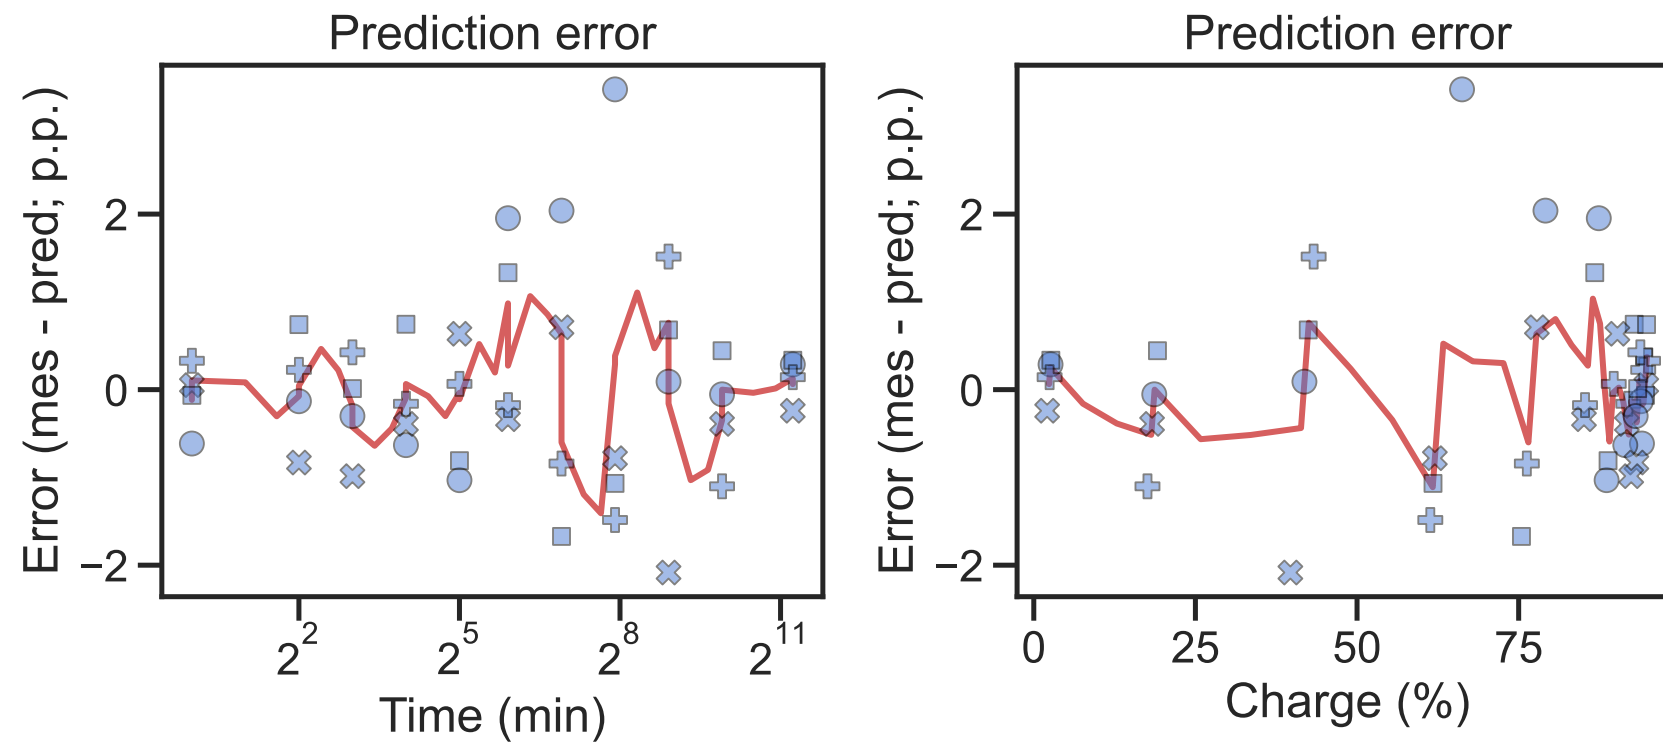 Prediction error
Error (mes - pred; p.p.)
2
0
−2
2^2
2^5
2^8
2^11
Time (min)
Prediction error
Error (mes - pred; p.p.)
2
0
−2
0
25
50
75
Charge (%)